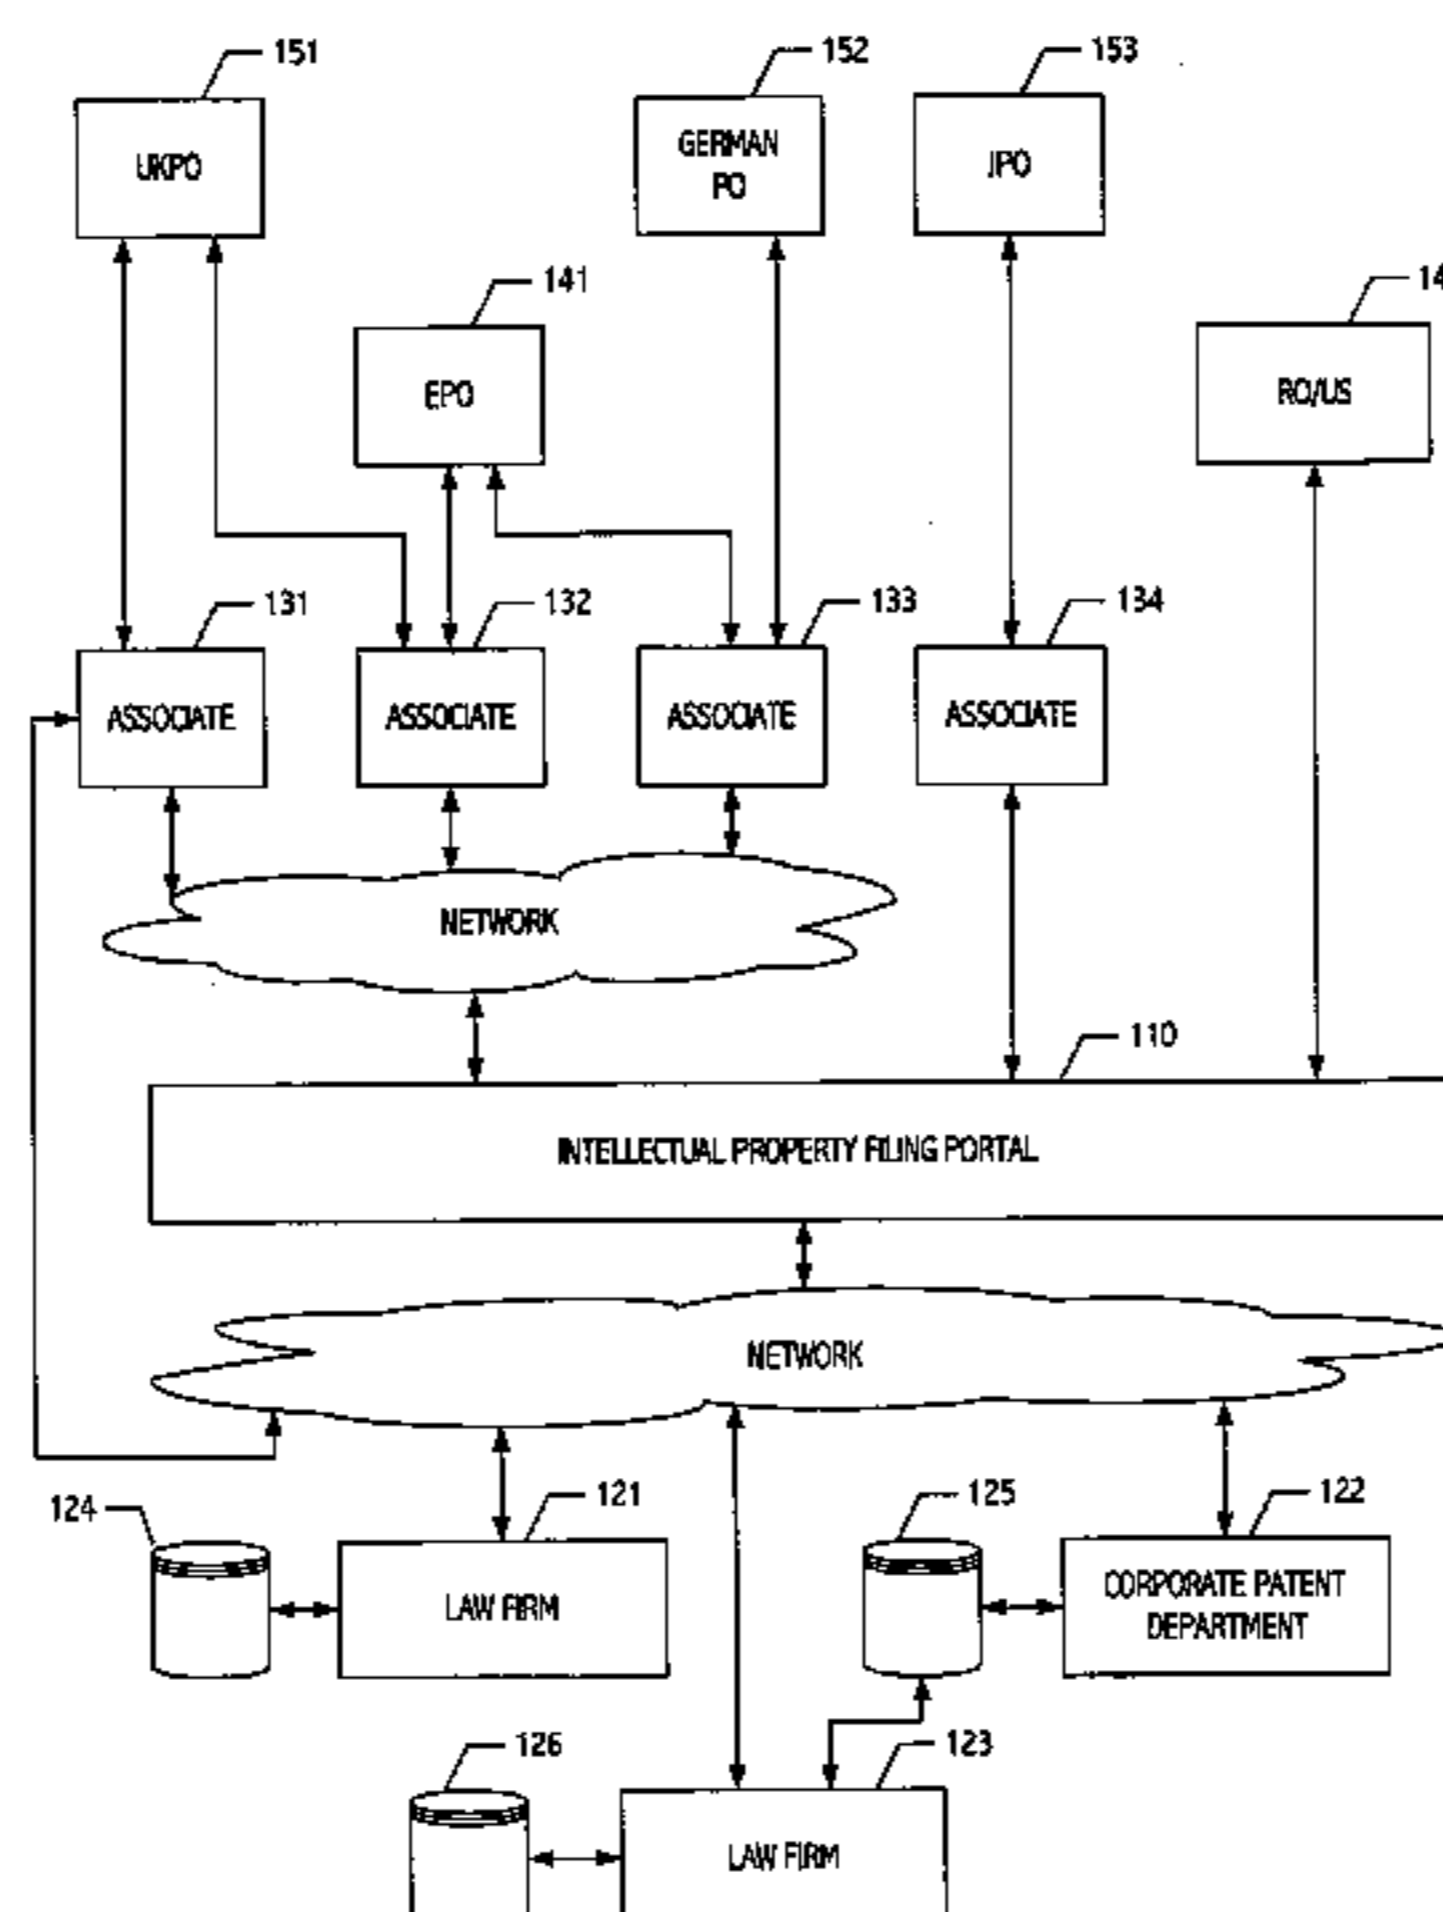 151
152
153
UKPO
GERMAN
PO
JPO
141
14
EPO
RO/US
131
132
133
134
ASSOCIATE
ASSOCIATE
ASSOCIATE
ASSOCIATE
NETWORK
110
INTELLECTUAL PROPERTY FILING PORTAL
NETWORK
124
121
125
122
LAW FIRM
CORPORATE PATENT
DEPARTMENT
126
123
LAW FIRM